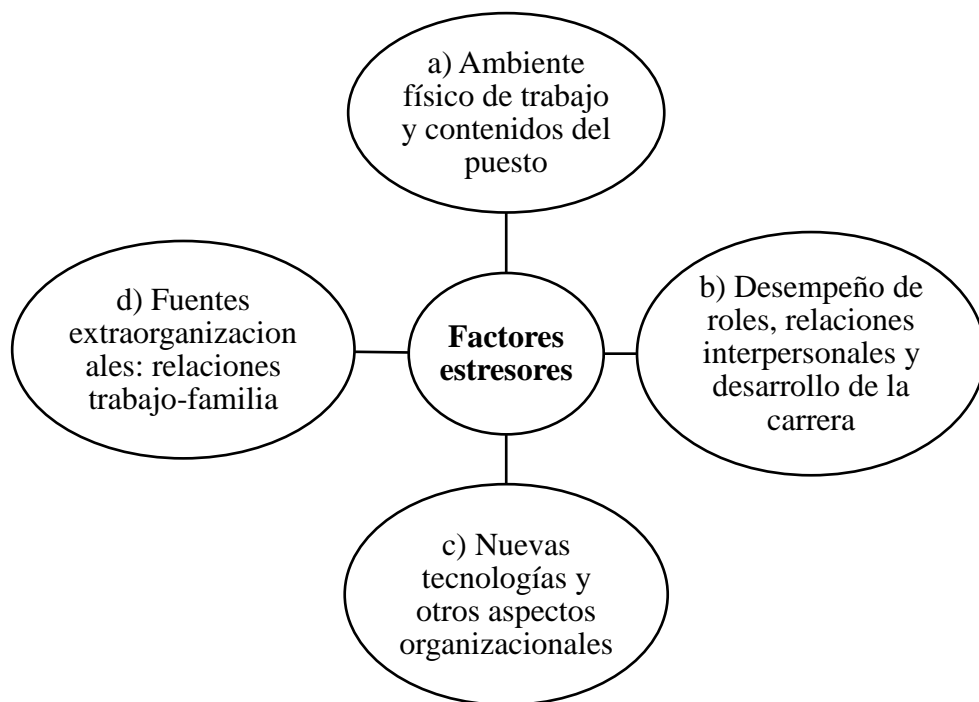 a) Ambiente
físico de trabajo
y contenidos del
puesto
d) Fuentes
extraorganizacion
ales: relaciones
trabajo-familia
Factores
estresores
b) Desempeño de
roles, relaciones
interpersonales y
desarrollo de la
carrera
c) Nuevas
tecnologías y
otros aspectos
organizacionales